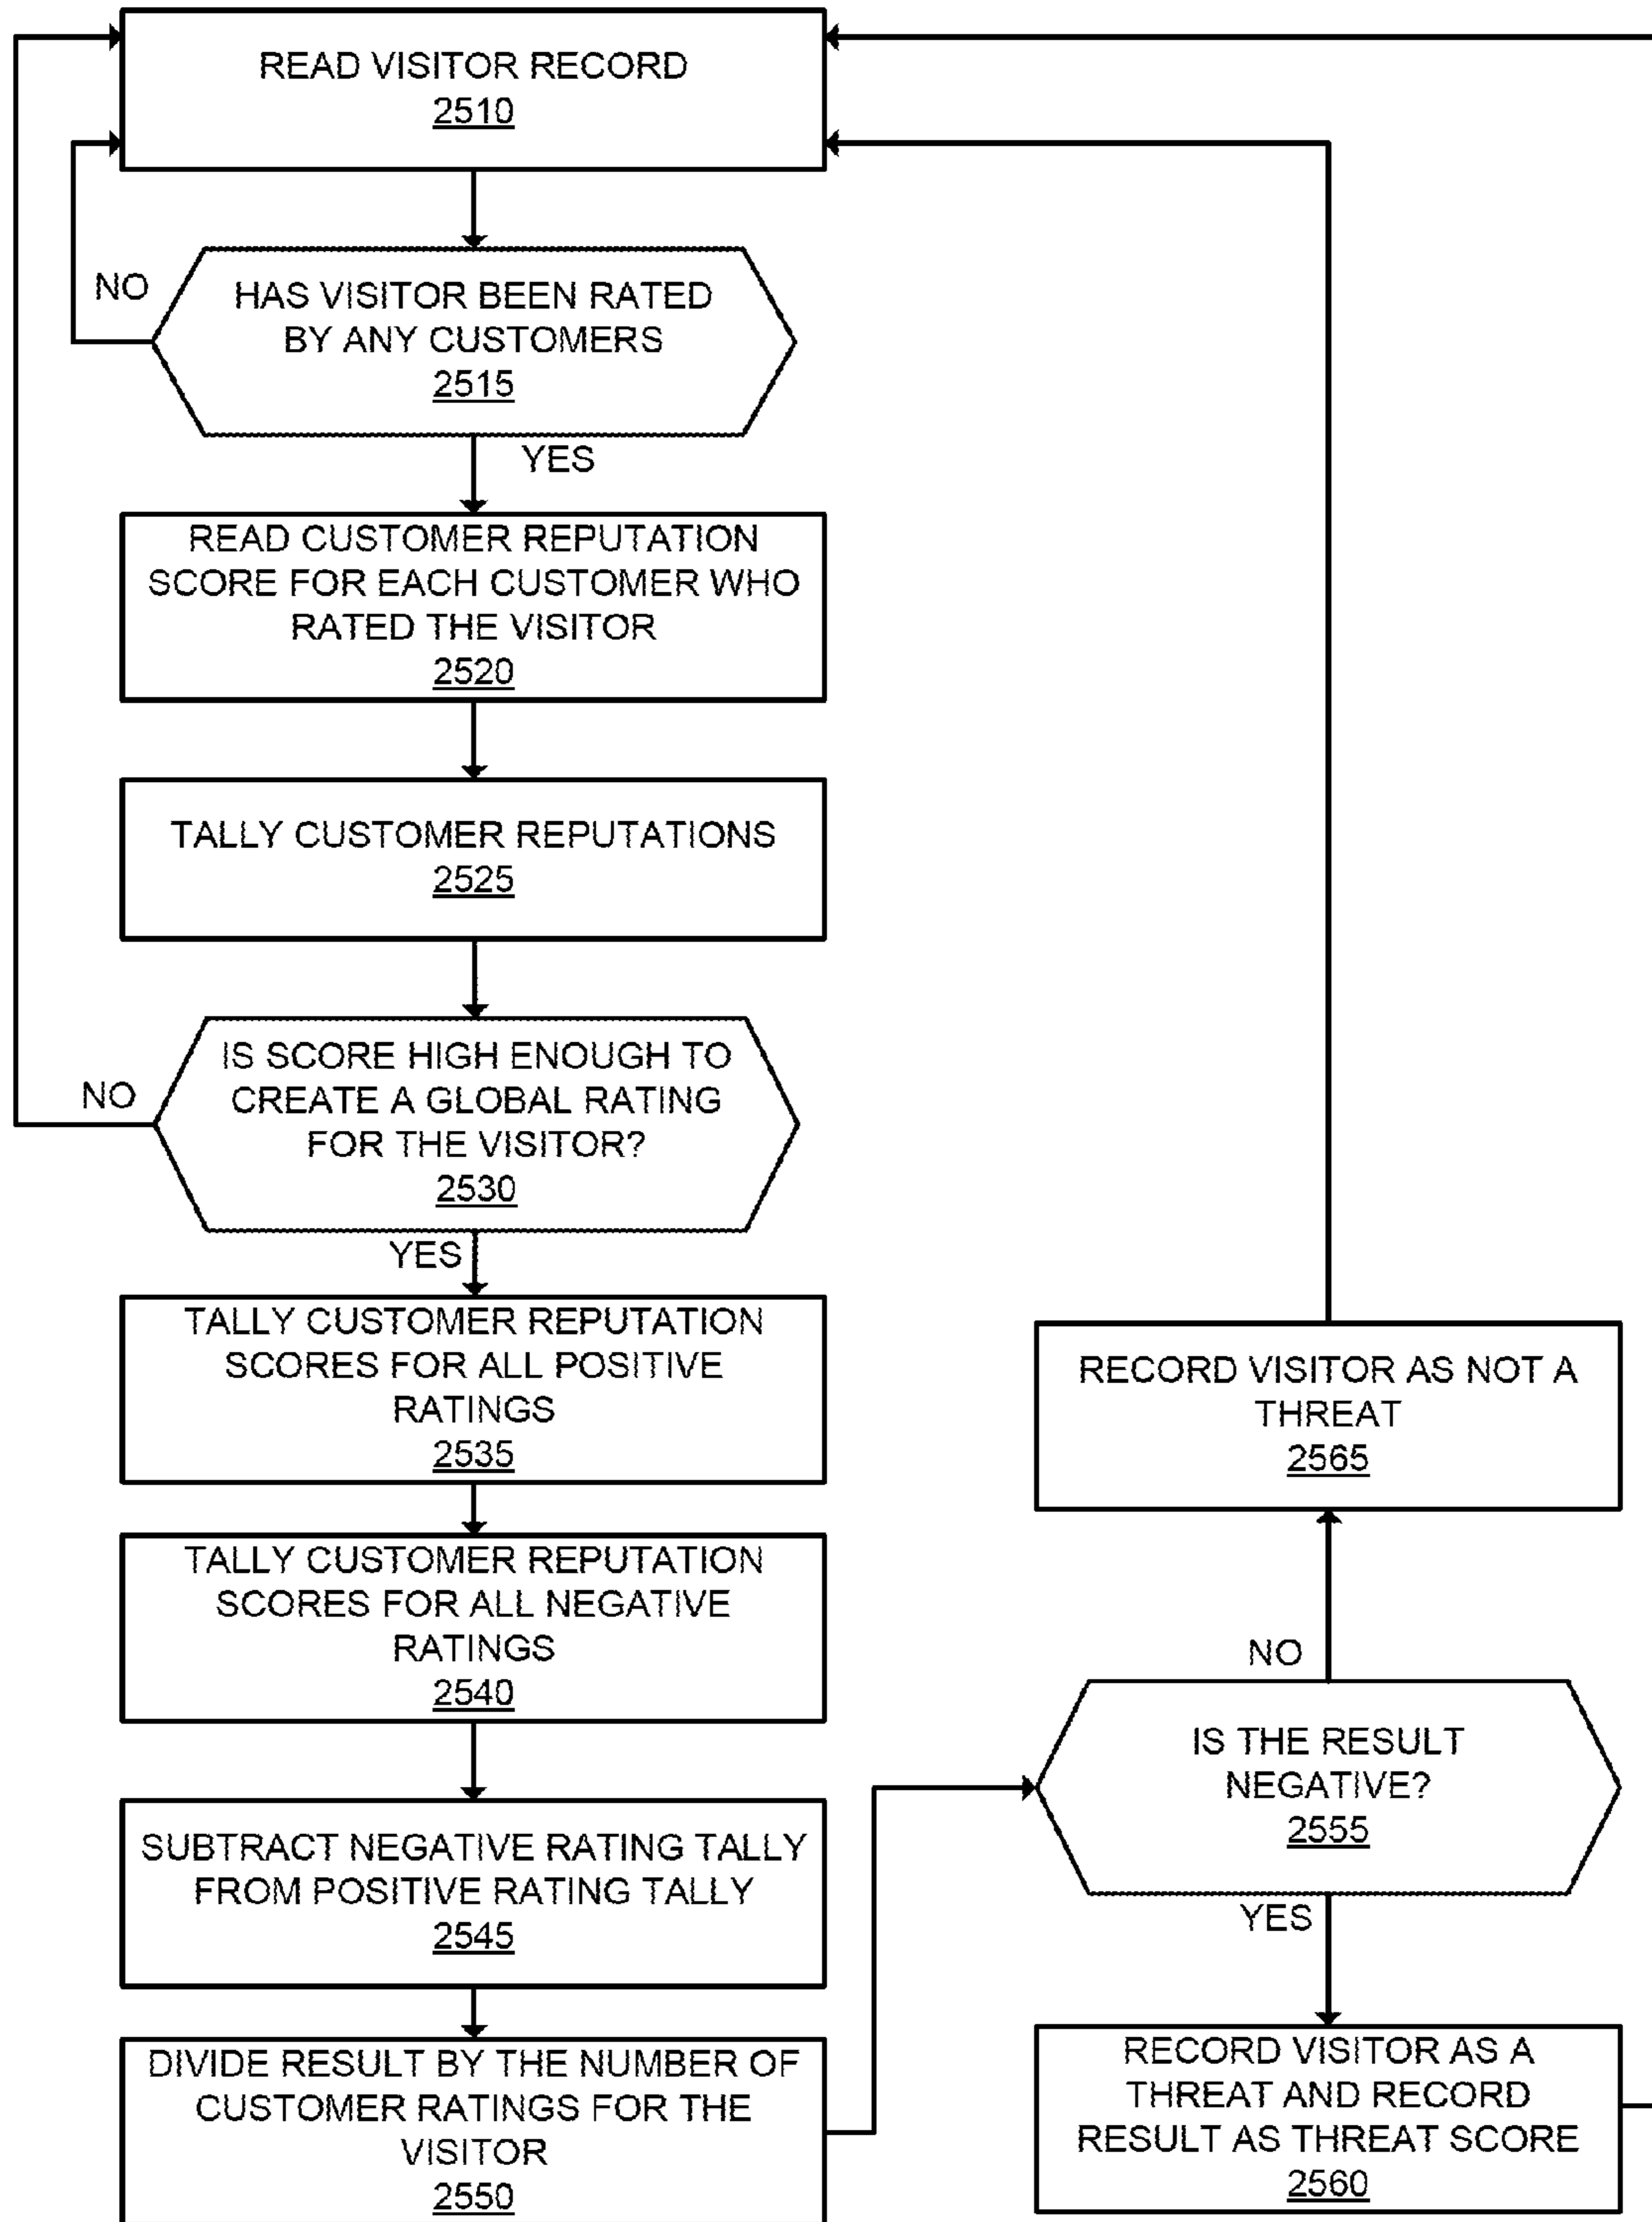 READ VISITOR RECORD
2510
NO
HAS VISITOR BEEN RATED
BY ANY CUSTOMERS
2515
YES
READ CUSTOMER REPUTATION
SCORE FOR EACH CUSTOMER WHO
RATED THE VISITOR
2520
TALLY CUSTOMER REPUTATIONS
2525
NO
IS SCORE HIGH ENOUGH TO
CREATE A GLOBAL RATING
FOR THE VISITOR?
2530
YES
TALLY CUSTOMER REPUTATION
SCORES FOR ALL POSITIVE
RATINGS
2535
TALLY CUSTOMER REPUTATION
SCORES FOR ALL NEGATIVE
RATINGS
2540
SUBTRACT NEGATIVE RATING TALLY
FROM POSITIVE RATING TALLY
2545
DIVIDE RESULT BY THE NUMBER OF
CUSTOMER RATINGS FOR THE
VISITOR
2550
RECORD VISITOR AS NOT A
THREAT
2565
NO
IS THE RESULT
NEGATIVE?
2555
YES
RECORD VISITOR AS A
THREAT AND RECORD
RESULT AS THREAT SCORE
2560